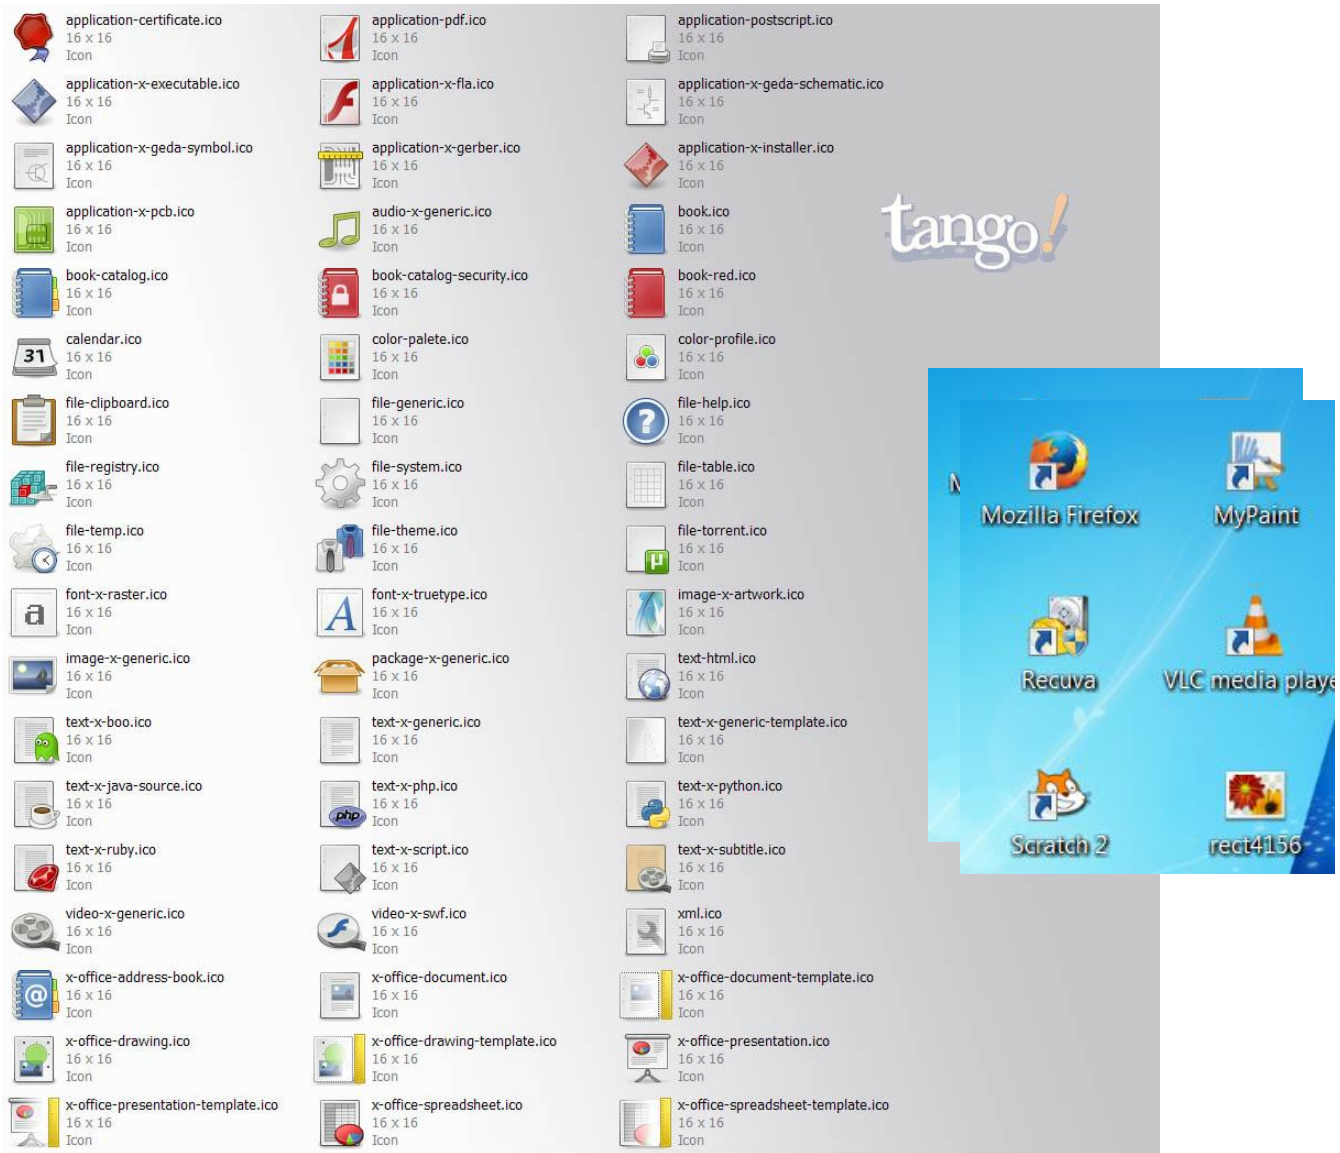 application-certificate.ico
16 x 16
Icon
application-pdf.ico
16 x 16
Icon
application-postscript.ico
16 x 16
Icon
application-x-executable.ico
16 x 16
Icon
application-x-fla.ico
16 x 16
Icon
application-x-geda-schematic.ico
16 x 16
Icon
application-x-geda-symbol.ico
16 x 16
Icon
application-x-gerber.ico
16 x 16
Icon
application-x-installer.ico
16 x 16
Icon
application-x-pcb.ico
16 x 16
Icon
audio-x-generic.ico
16 x 16
Icon
book.ico
16 x 16
Icon
tango!
book-catalog.ico
16 x 16
Icon
book-catalog-security.ico
16 x 16
Icon
book-red.ico
16 x 16
Icon
31
calendar.ico
16 x 16
Icon
color-palete.ico
16 x 16
Icon
color-profile.ico
16 x 16
Icon
file-clipboard.ico
16 x 16
Icon
file-generic.ico
16 x 16
Icon
?
file-help.ico
16 x 16
Icon
file-registry.ico
16 x 16
Icon
file-system.ico
16 x 16
Icon
file-table.ico
16 x 16
Icon
file-temp.ico
16 x 16
Icon
file-theme.ico
16 x 16
Icon
µ
file-torrent.ico
16 x 16
Icon
a
font-x-raster.ico
16 x 16
Icon
A
font-x-truetype.ico
16 x 16
Icon
image-x-artwork.ico
16 x 16
Icon
image-x-generic.ico
16 x 16
Icon
package-x-generic.ico
16 x 16
Icon
text-html.ico
16 x 16
Icon
text-x-boo.ico
16 x 16
Icon
text-x-generic.ico
16 x 16
Icon
text-x-generic-template.ico
16 x 16
Icon
text-x-java-source.ico
16 x 16
Icon
php
text-x-php.ico
16 x 16
Icon
text-x-python.ico
16 x 16
Icon
text-x-ruby.ico
16 x 16
Icon
text-x-script.ico
16 x 16
Icon
text-x-subtitle.ico
16 x 16
Icon
video-x-generic.ico
16 x 16
Icon
video-x-swf.ico
16 x 16
Icon
xml.ico
16 x 16
Icon
@
x-office-address-book.ico
16 x 16
Icon
x-office-document.ico
16 x 16
Icon
x-office-document-template.ico
16 x 16
Icon
x-office-drawing.ico
16 x 16
Icon
x-office-drawing-template.ico
16 x 16
Icon
x-office-presentation.ico
16 x 16
Icon
x-office-presentation-template.ico
16 x 16
Icon
x-office-spreadsheet.ico
16 x 16
Icon
x-office-spreadsheet-template.ico
16 x 16
Icon
Mozilla Firefox
MyPaint
Recuva
VLC media playe
Scratch 2
rect4156